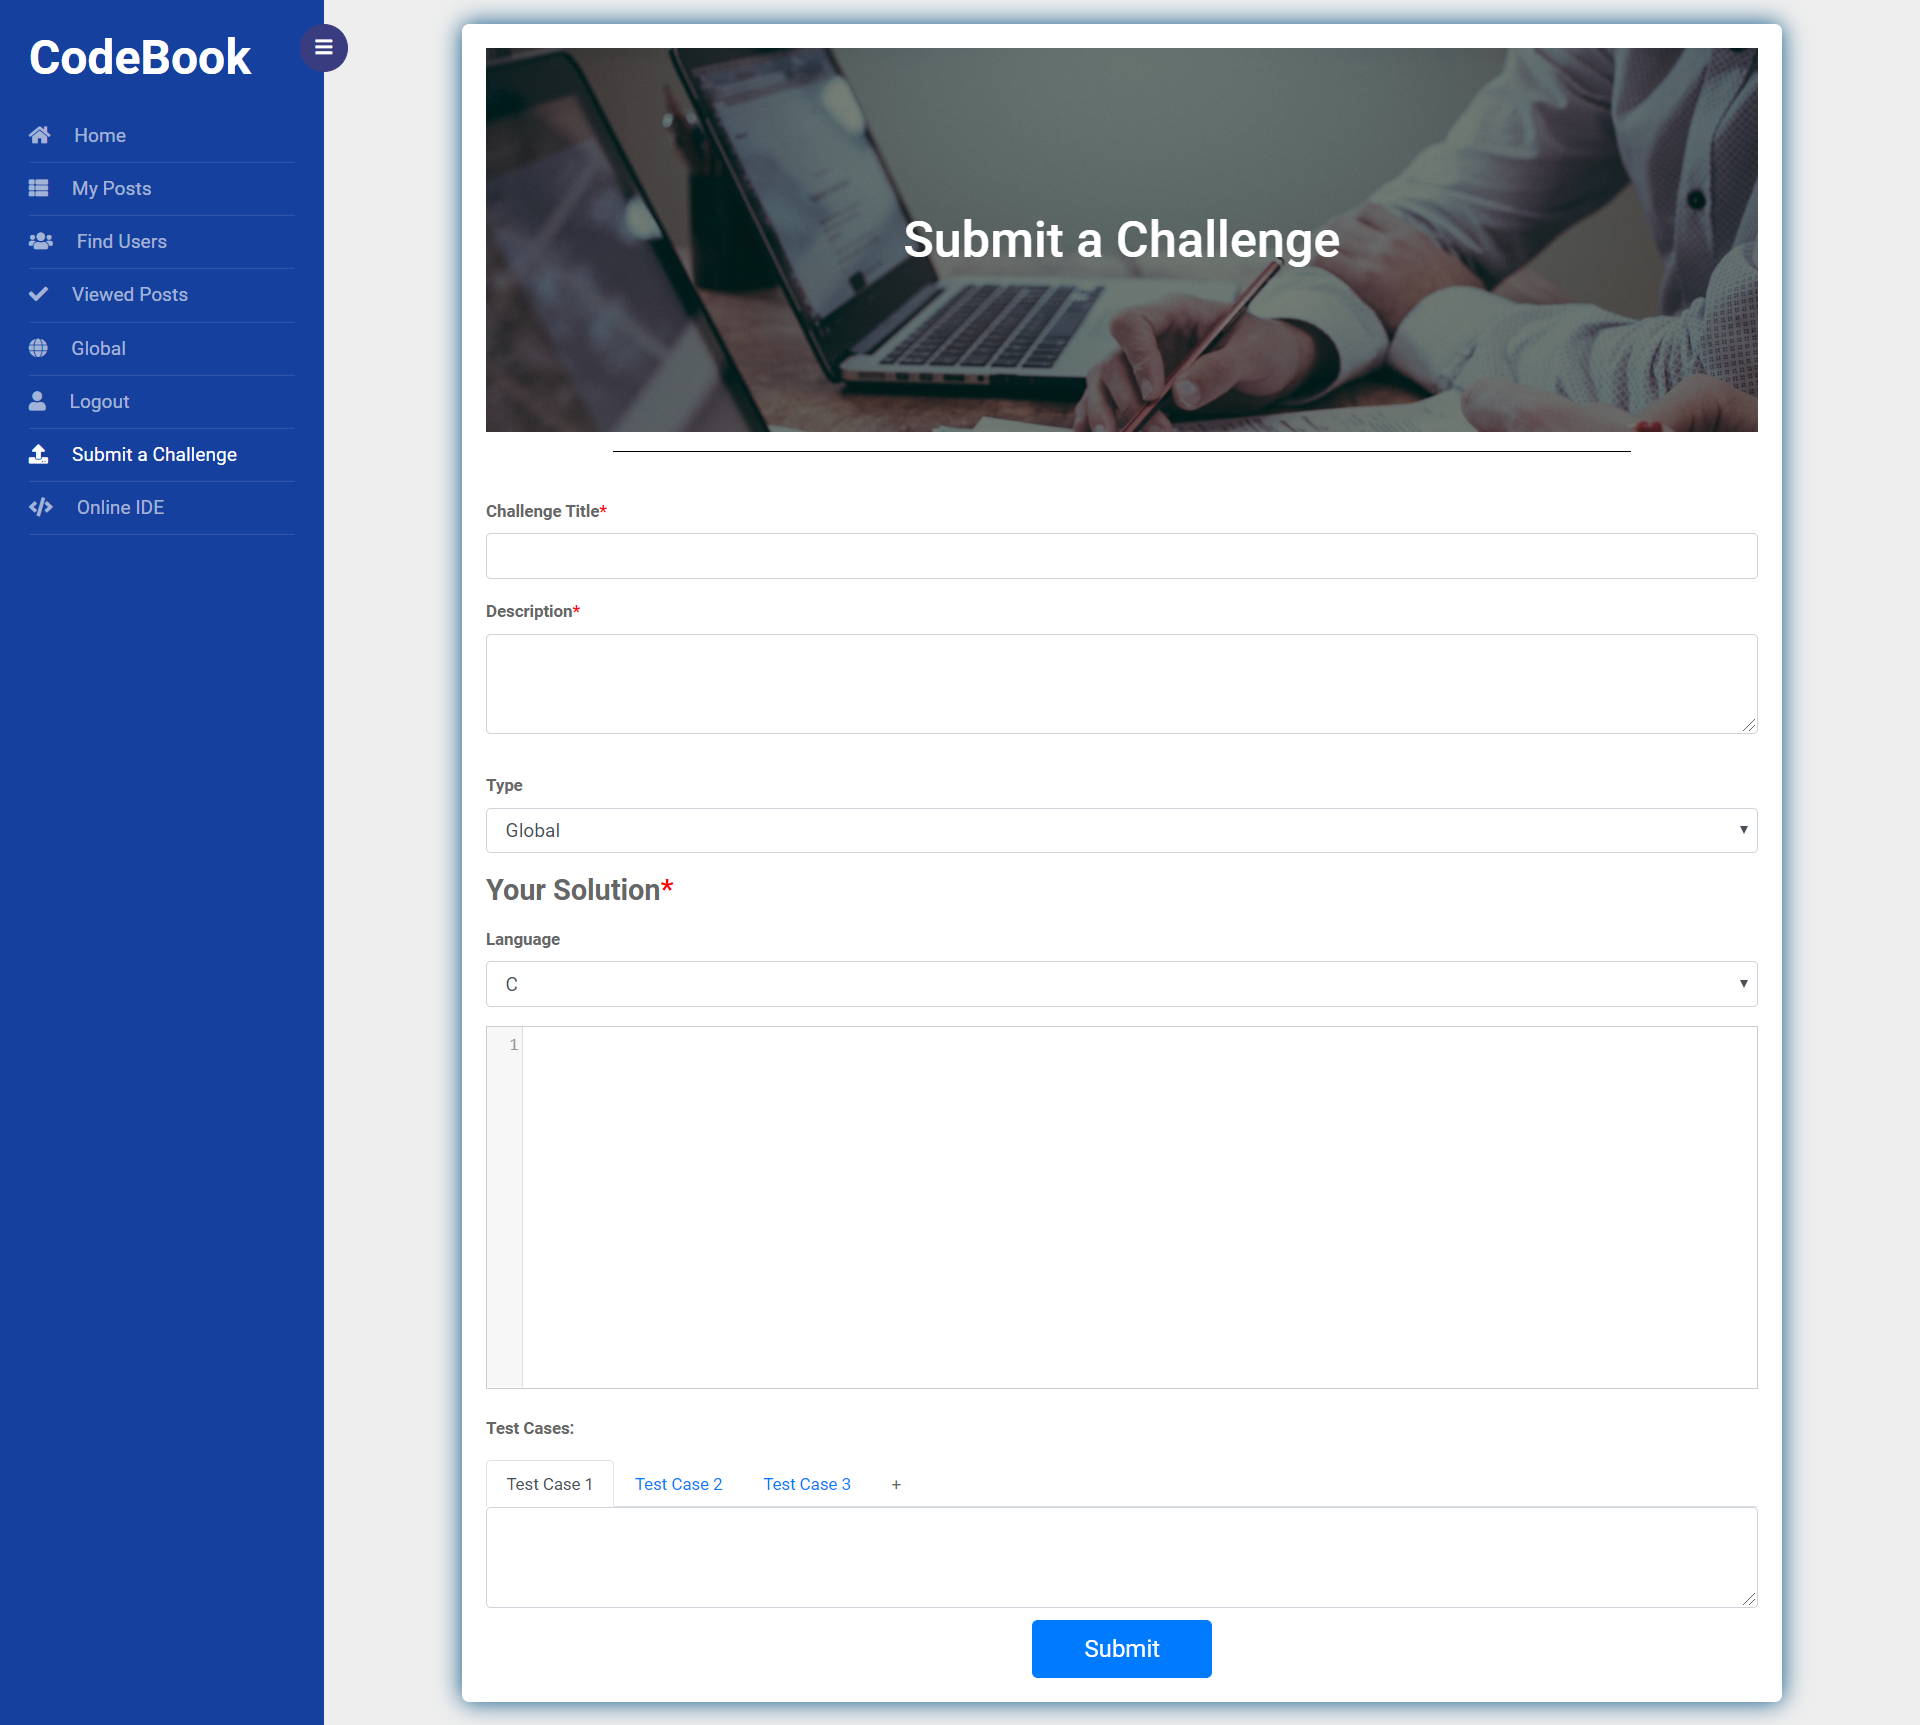 CodeBook
Home
My Posts
Find Users
Viewed Posts
Global
Logout
Submit a Challenge
Online IDE
Submit a Challenge
Challenge Title*
Description*
Type
Global
Your Solution*
Language
C
1
Test Cases:
Test Case 1 Test Case 2 Test Case 3 +
Submit